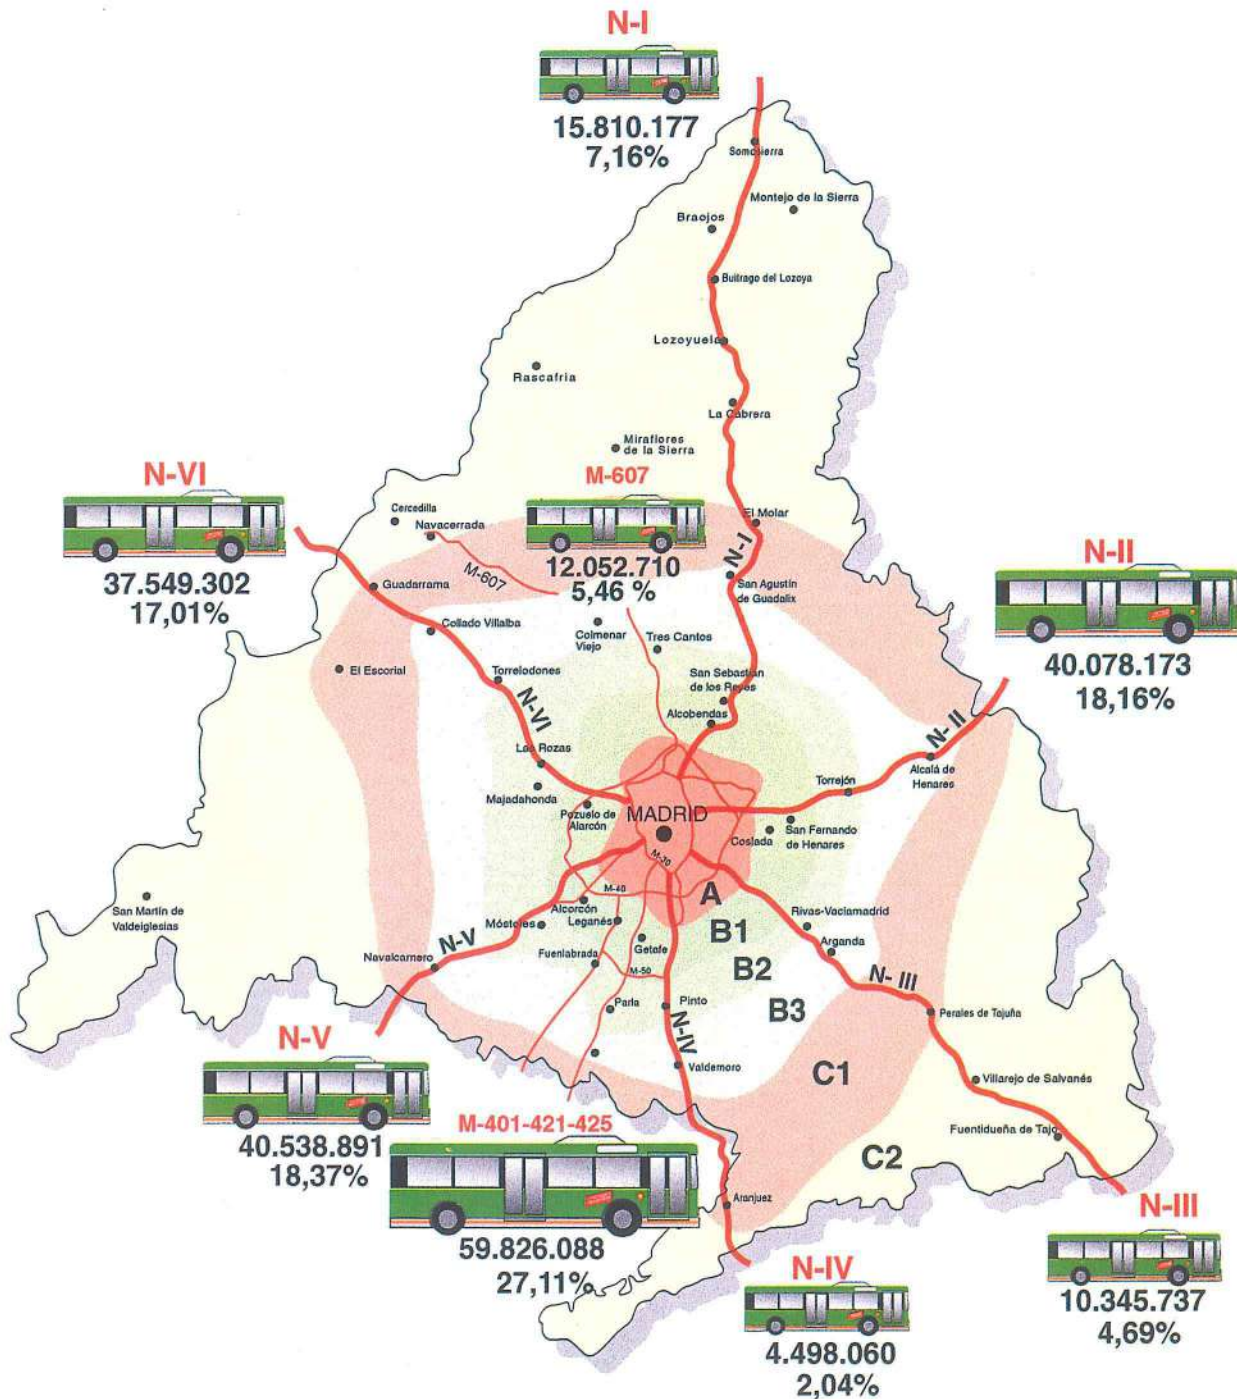 N-I
15.810.177
7,16%
Somosierra
Montejo de la Sierra
Braojos
Buitrago del Lozoya
Lozoyuela
Rascafria
La Cabrera
Miraflores
de la Sierra
N-VI
37.549.302
17,01%
Cercedilla
Navacerrada
M-607
M-607
12.052.710
5,46 %
El Molar
N-I
San Agustín
de Guadalix
N-II
40.078.173
18,16%
Guadarrama
Collado Villalba
Colmenar
Viejo
Tres Cantos
El Escorial
Torrelodones
San Sebastián
de los Reyes
Alcobendas
N-VI
N- II
Las Rozas
Majadahonda
Pozuelo de
Alarcón
MADRID
Torrejón
Alcalá de
Henares
Coslada
San Fernando
de Henares
M-30
M-40
A
San Martín de
Valdeiglesias
Alcorcón
Leganés
Móstoles
B1
Rivas-Vaciamadrid
Arganda
N-V
Navalcarnero
Fuenlabrada
Getafe
M-50
B2
N- III
Parla
Pinto
B3
Perales de Tajuña
N-IV
Valdemoro
C1
Villarejo de Salvanés
N-V
40.538.891
18,37%
M-401-421-425
59.826.088
27,11%
Fuentidueña de Tajo
C2
Aranjuez
N-III
10.345.737
4,69%
N-IV
4.498.060
2,04%